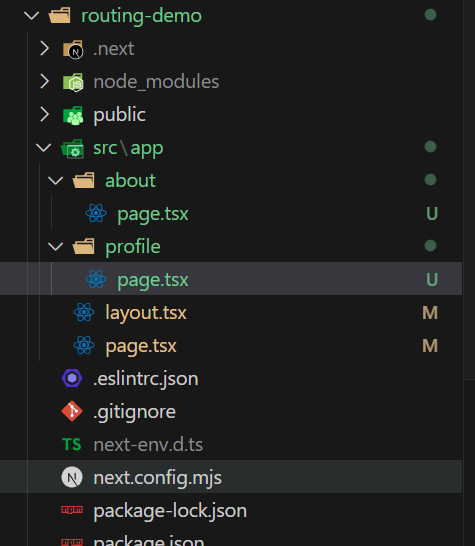 routing-demo
.next
node_modules
public
src\app
about
page.tsx U
profile
page.tsx U
layout.tsx M
page.tsx M
.eslintrc.json
.gitignore
TS next-env.d.ts
N next.config.mjs
package-lock.json
package.json